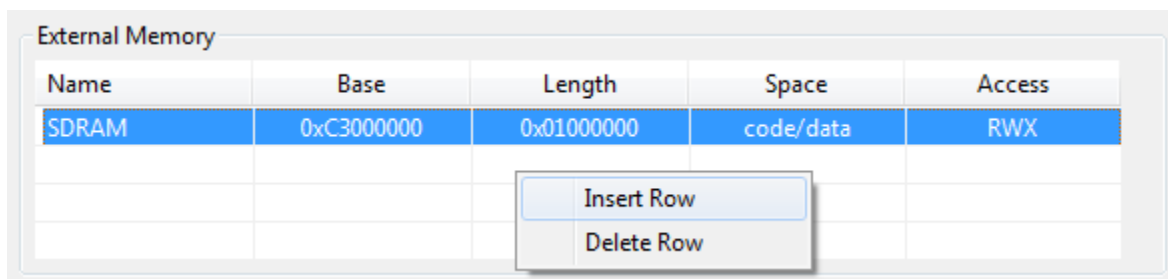 External Memory
Name Base Length Space Access
SDRAM 0xC3000000 0x01000000 code/data RWX
Insert Row
Delete Row